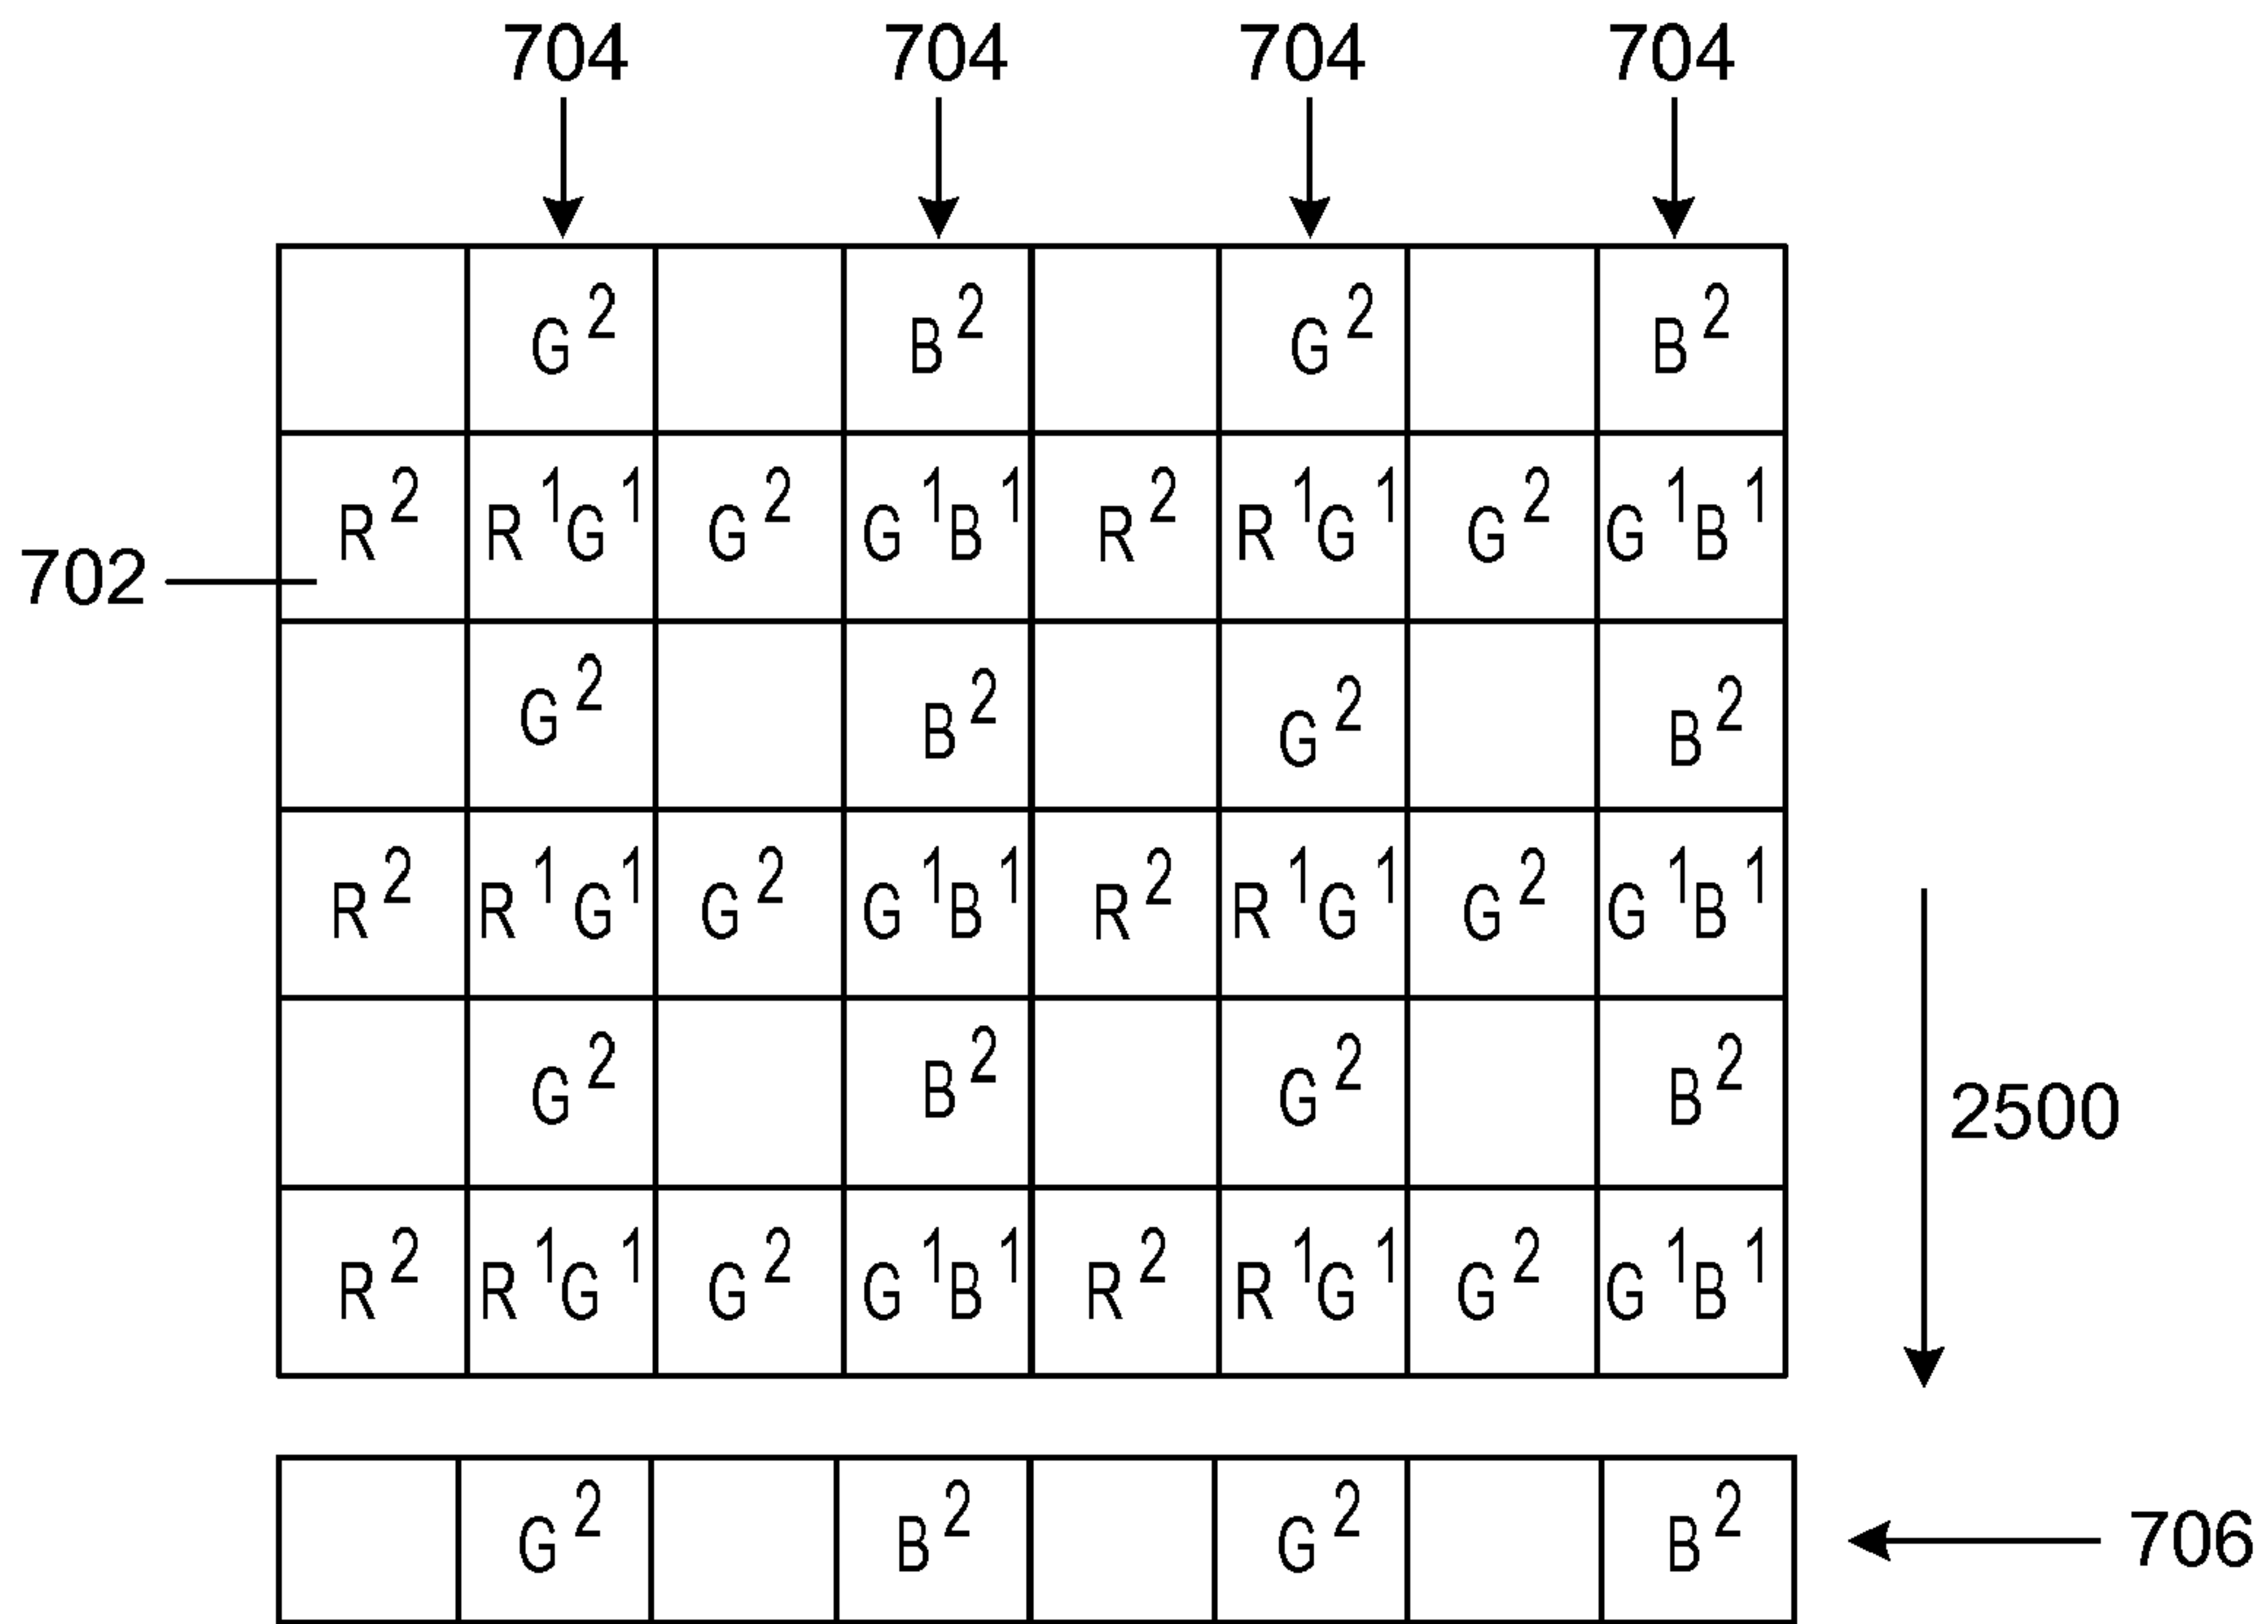 704 704 704 704
G² B² G² B²
R² R¹G¹ G² G¹B¹ R² R¹G¹ G² G¹B¹
702
G² B² G² B²
R² R¹G¹ G² G¹B¹ R² R¹G¹ G² G¹B¹
G² B² G² B²
2500
R² R¹G¹ G² G¹B¹ R² R¹G¹ G² G¹B¹
G² B² G² B²
706